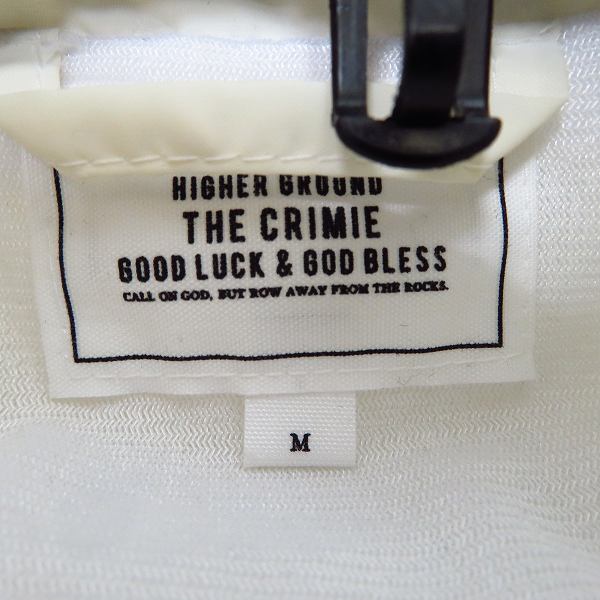 HIGHER GROUND
THE CRIMIE
GOOD LUCK & GOD BLESS
CALL ON GOD, BUT ROW AWAY FROM THE ROCKS.
M